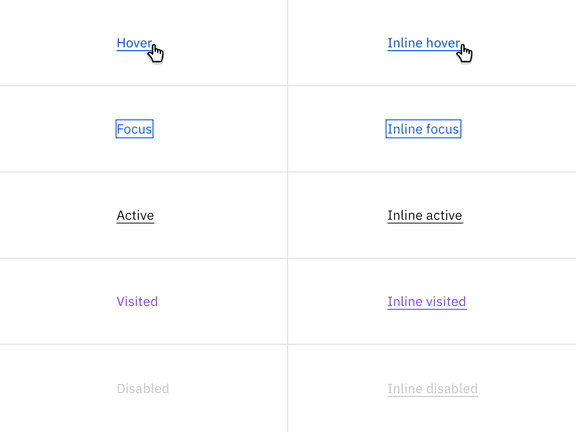 Hover
Inline hover
Focus
Inline focus
Active
Inline active
Visited
Inline visited
Disabled
Inline disabled